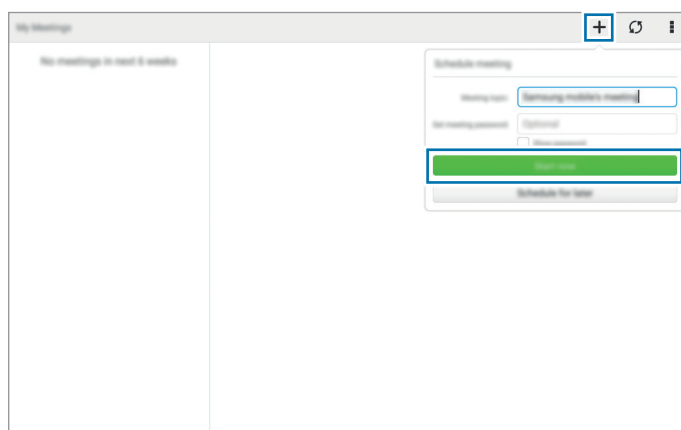 My Meetings
No meetings in next 6 weeks
Schedule meeting
Meeting topic Samsung mobile's meeting
Set meeting password Optional
Show password
Start now
Schedule for later